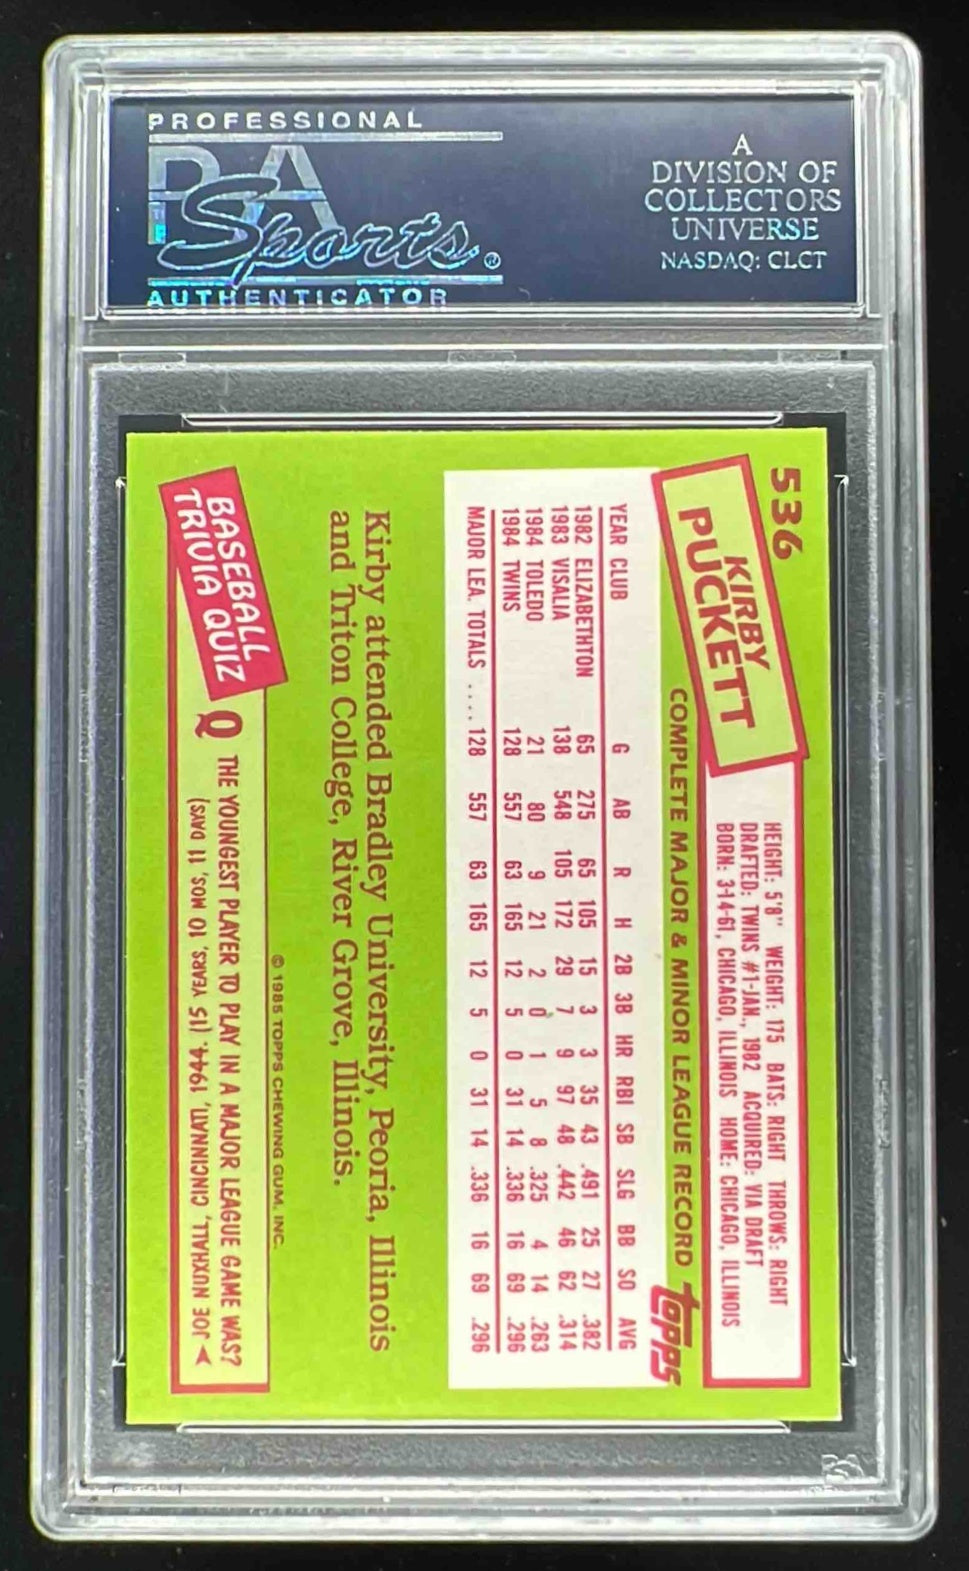 PROFESSIONAL
PSA
Sports®
AUTHENTICATOR
A
DIVISION OF
COLLECTORS
UNIVERSE
NASDAQ: CLCT
536
KIRBY
PUCKETT
HEIGHT: 5'8" WEIGHT: 175 BATS: RIGHT THROWS: RIGHT
DRAFTED: TWINS #1-JAN., 1982 ACQUIRED: VIA DRAFT
BORN: 3-14-61, CHICAGO, ILLINOIS HOME: CHICAGO, ILLINOIS
COMPLETE MAJOR & MINOR LEAGUE RECORD
topps
YEAR CLUB G AB R H 2B 3B HR RBI SB SLG BB SO AVG
1982 ELIZABETHTON 65 275 65 105 15 3 3 35 43 .491 25 27 .382
1983 VISALIA 138 548 105 172 29 7 9 97 48 .442 46 62 .314
1984 TOLEDO 21 80 9 21 2 0 1 5 8 .325 4 14 .263
1984 TWINS 128 557 63 165 12 5 0 31 14 .336 16 69 .296
MAJOR LEA. TOTALS .... 128 557 63 165 12 5 0 31 14 .336 16 69 .296
Kirby attended Bradley University, Peoria, Illinois
and Triton College, River Grove, Illinois.
© 1985 TOPPS CHEWING GUM, INC.
BASEBALL
TRIVIA QUIZ
Q THE YOUNGEST PLAYER TO PLAY IN A MAJOR LEAGUE GAME WAS?
JOE NUXHALL, CINCINNATI, 1944. (15 YEARS, 10 MOS., 11 DAYS)